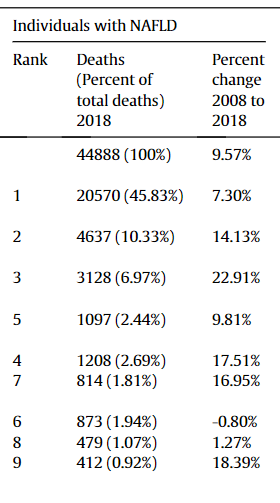 Individuals with NAFLD
Rank Deaths Percent
(Percent of change
total deaths) 2008 to
2018 2018
44888 (100%) 9.57%
1 20570 (45.83%) 7.30%
2 4637 (10.33%) 14.13%
3 3128 (6.97%) 22.91%
5 1097 (2.44%) 9.81%
4 1208 (2.69%) 17.51%
7 814 (1.81%) 16.95%
6 873 (1.94%) -0.80%
8 479 (1.07%) 1.27%
9 412 (0.92%) 18.39%